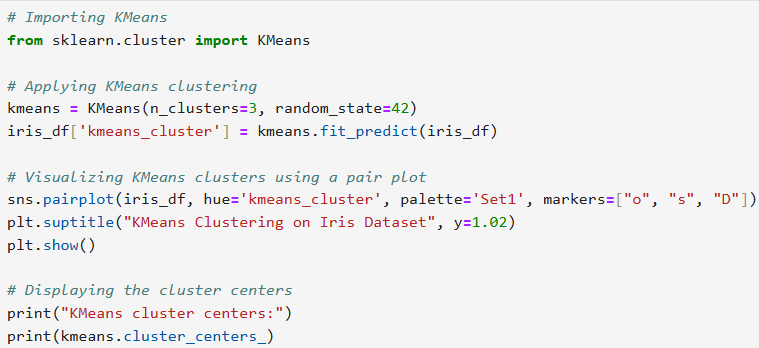 # Importing KMeans
from sklearn.cluster import KMeans
# Applying KMeans clustering
kmeans = KMeans(n_clusters=3, random_state=42)
iris_df['kmeans_cluster'] = kmeans.fit_predict(iris_df)
# Visualizing KMeans clusters using a pair plot
sns.pairplot(iris_df, hue='kmeans_cluster', palette='Set1', markers=["o", "s", "D"])
plt.suptitle("KMeans Clustering on Iris Dataset", y=1.02)
plt.show()
# Displaying the cluster centers
print("KMeans cluster centers:")
print(kmeans.cluster_centers_)